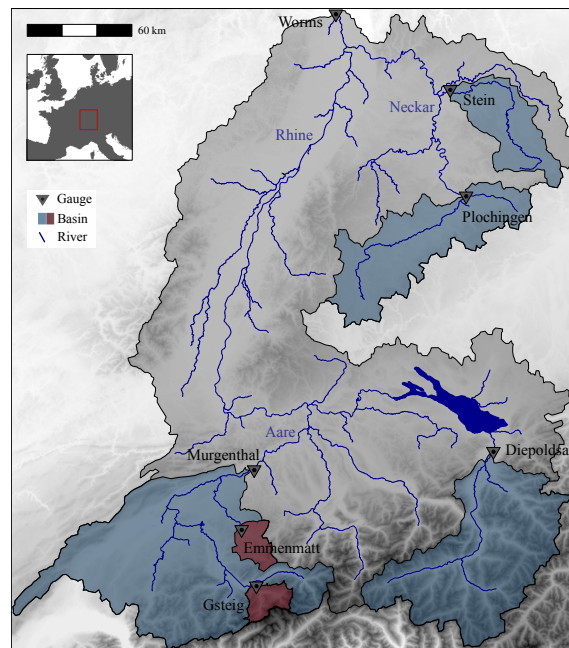 Worms
60 km
Stein
Neckar
Rhine
Gauge
Basin
River
Plochingen
Aare
Murgenthal
Diepoldsa
Emmenmatt
Gsteig